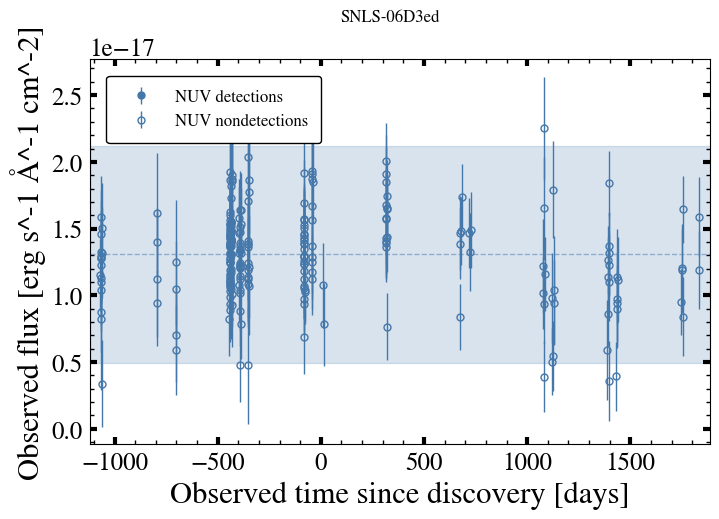 SNLS-06D3ed
1e−17
NUV detections
NUV nondetections
2.5
2.0
1.5
1.0
0.5
0.0
Observed flux [erg s^-1 Å^-1 cm^-2]
−1000 −500 0 500 1000 1500
Observed time since discovery [days]